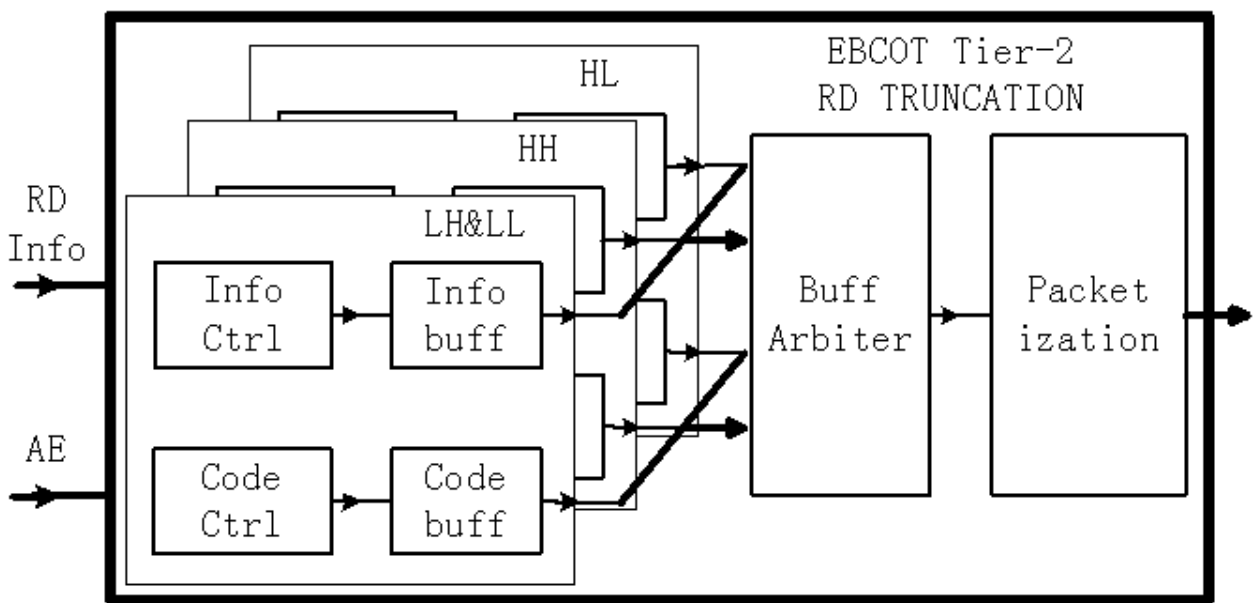 EBCOT Tier-2
RD TRUNCATION
HL
HH
LH&LL
RD
Info
AE
Info
Ctrl
Info
buff
Code
Ctrl
Code
buff
Buff
Arbiter
Packet
ization